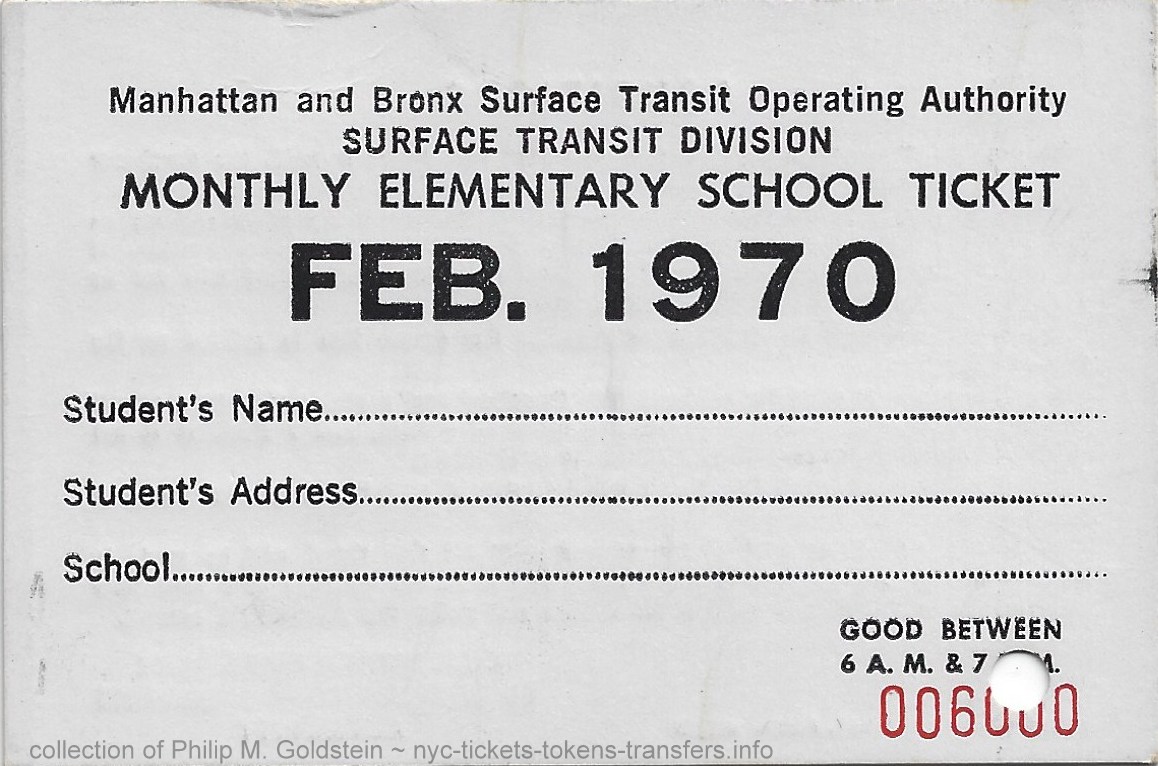 Manhattan and Bronx Surface Transit Operating Authority
SURFACE TRANSIT DIVISION
MONTHLY ELEMENTARY SCHOOL TICKET
FEB. 1970
Student's Name
Student's Address
School
GOOD BETWEEN
6 A. M. & 7 M.
006000
collection of Philip M. Goldstein ~ nyc-tickets-tokens-transfers.info